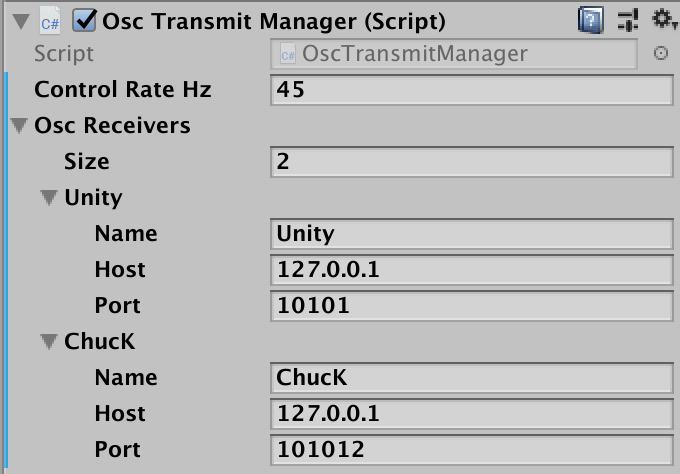 C# Osc Transmit Manager (Script)
Script C# OscTransmitManager
Control Rate Hz 45
Osc Receivers
Size 2
Unity
Name Unity
Host 127.0.0.1
Port 10101
ChucK
Name ChucK
Host 127.0.0.1
Port 101012